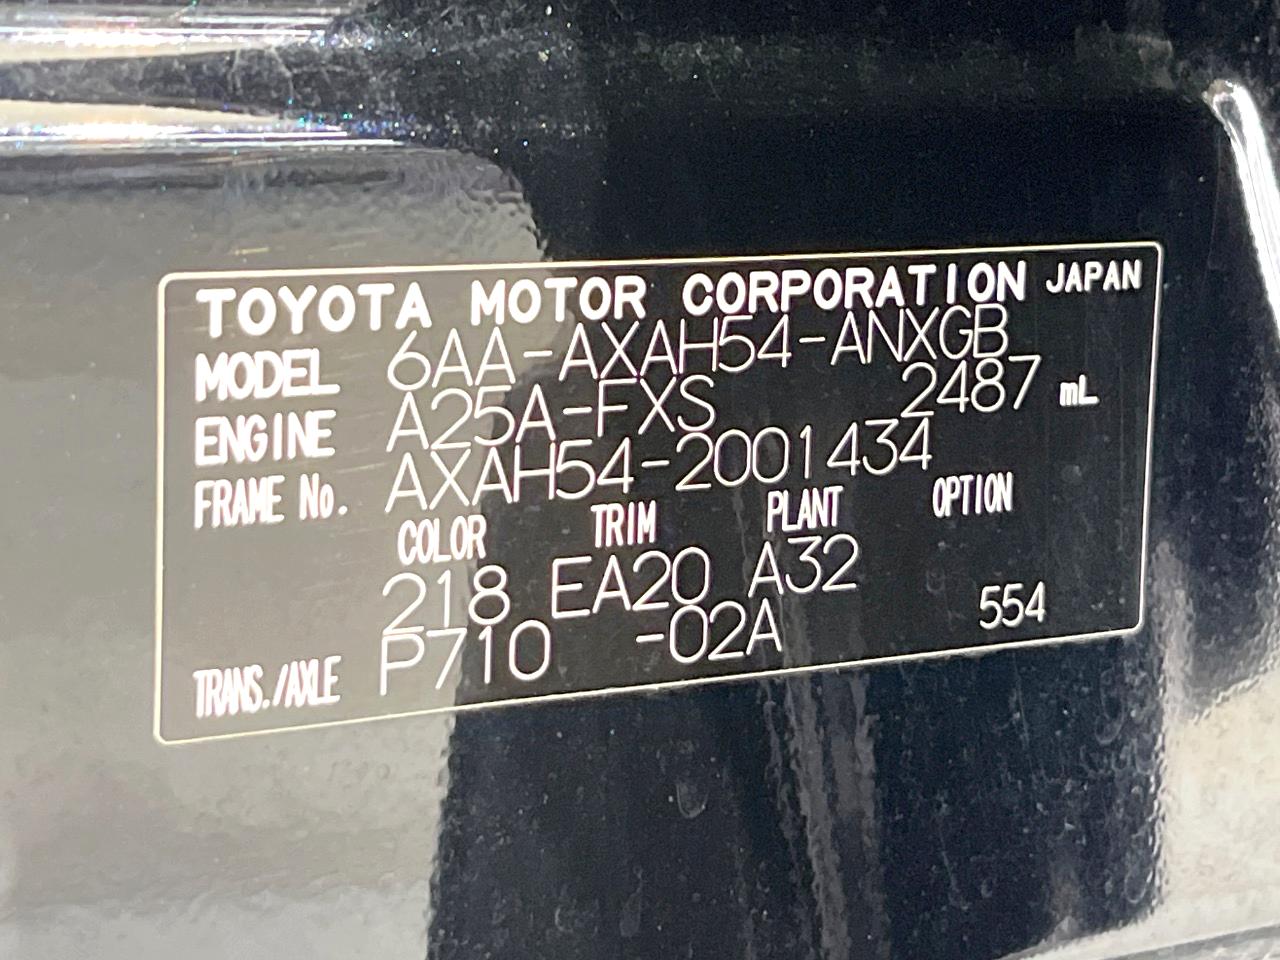 TOYOTA MOTOR CORPORATION JAPAN
MODEL 6AA-AXAH54-ANXGB
ENGINE A25A-FXS 2487 mL
FRAME No. AXAH54-2001434
COLOR TRIM PLANT OPTION
218 EA20 A32
TRANS./AXLE P710 -02A 554